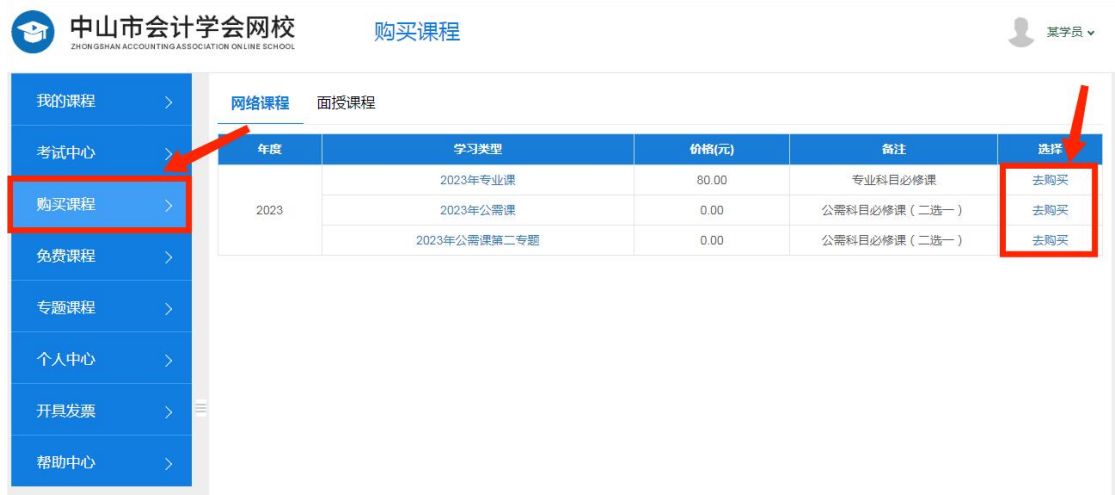 中山市会计学会网校
ZHONGSHAN ACCOUNTING ASSOCIATION ONLINE SCHOOL
购买课程
某学员
我的课程
考试中心
购买课程
免费课程
专题课程
个人中心
开具发票
帮助中心
网络课程 面授课程
年度 学习类型 价格(元) 备注 选择
2023年专业课 80.00 专业科目必修课 去购买
2023 2023年公需课 0.00 公需科目必修课（二选一） 去购买
2023年公需课第二专题 0.00 公需科目必修课（二选一） 去购买